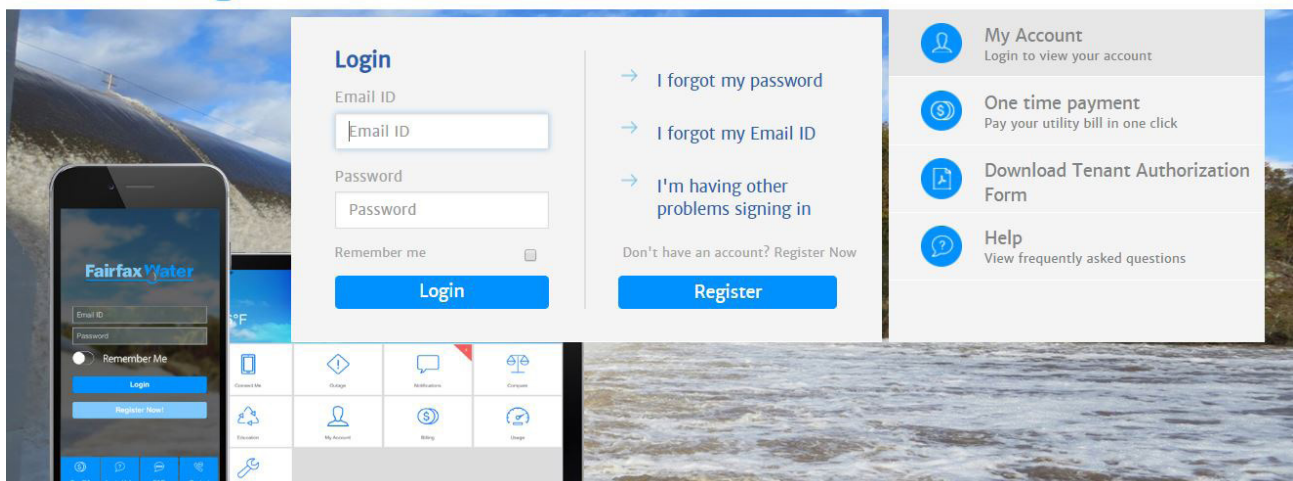 Login
Email ID
Email ID
Password
Password
Remember me
Login
I forgot my password
I forgot my Email ID
I'm having other
problems signing in
Don't have an account? Register Now
Register
My Account
Login to view your account
One time payment
Pay your utility bill in one click
Download Tenant Authorization
Form
Help
View frequently asked questions
Fairfax Water
Email ID
Password
Remember Me
Login
Register Now!
°F
Connect Me
Outage
Notifications
Compare
Education
My Account
Billing
Usage